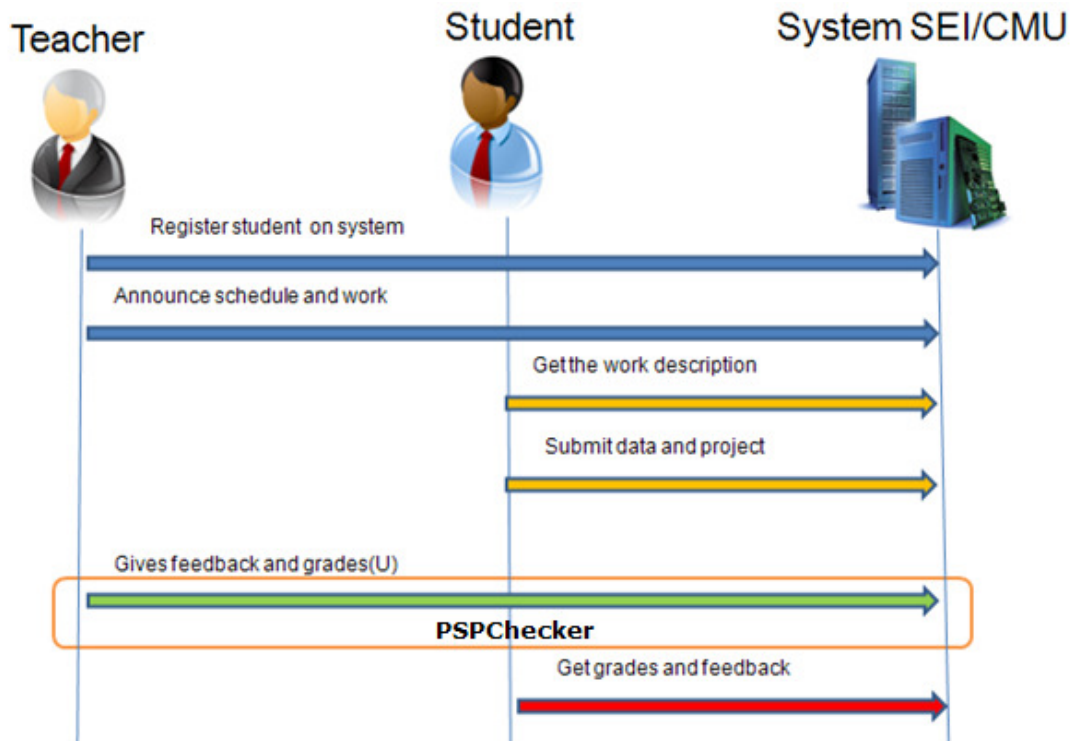 Teacher
Student
System SEI/CMU
Register student on system
Announce schedule and work
Get the work description
Submit data and project
Gives feedback and grades(U)
PSPChecker
Get grades and feedback